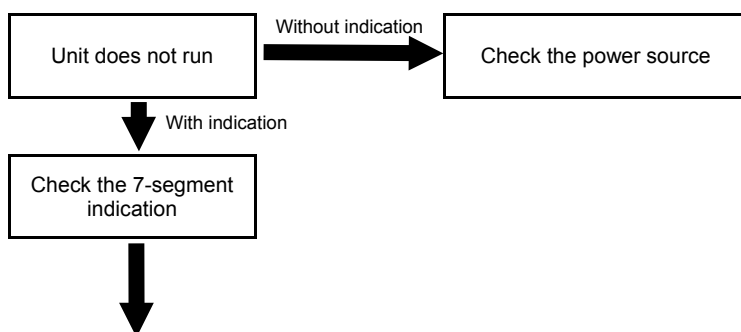 Without indication
Unit does not run
Check the power source
With indication
Check the 7-segment
indication